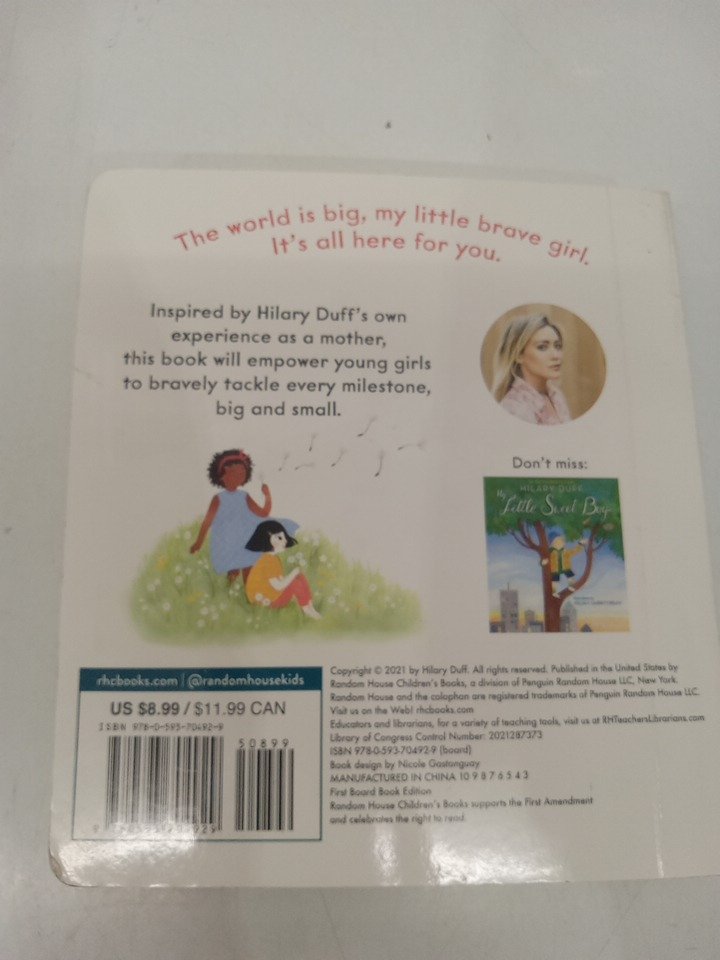 The world is big, my little brave girl.
It's all here for you.
Inspired by Hilary Duff's own
experience as a mother,
this book will empower young girls
to bravely tackle every milestone,
big and small.
Don't miss:
HILARY DUFF
My
Little Sweet Boy
rhcbooks.com | @randomhousekids
US $8.99 / $11.99 CAN
ISBN 978-0-593-70492-9
50899
Copyright © 2021 by Hilary Duff. All rights reserved. Published in the United States by
Random House Children's Books, a division of Penguin Random House LLC, New York.
Random House and the colophon are registered trademarks of Penguin Random House LLC.
Visit us on the Web! rhcbooks.com
Educators and librarians, for a variety of teaching tools, visit us at RHTeachersLibrarians.com
Library of Congress Control Number: 2021287373
ISBN 978-0-593-70492-9 (board)
Book design by Nicole Gastonguay
MANUFACTURED IN CHINA 10 9 8 7 6 5 4 3
First Board Book Edition
Random House Children's Books supports the First Amendment
and celebrates the right to read.